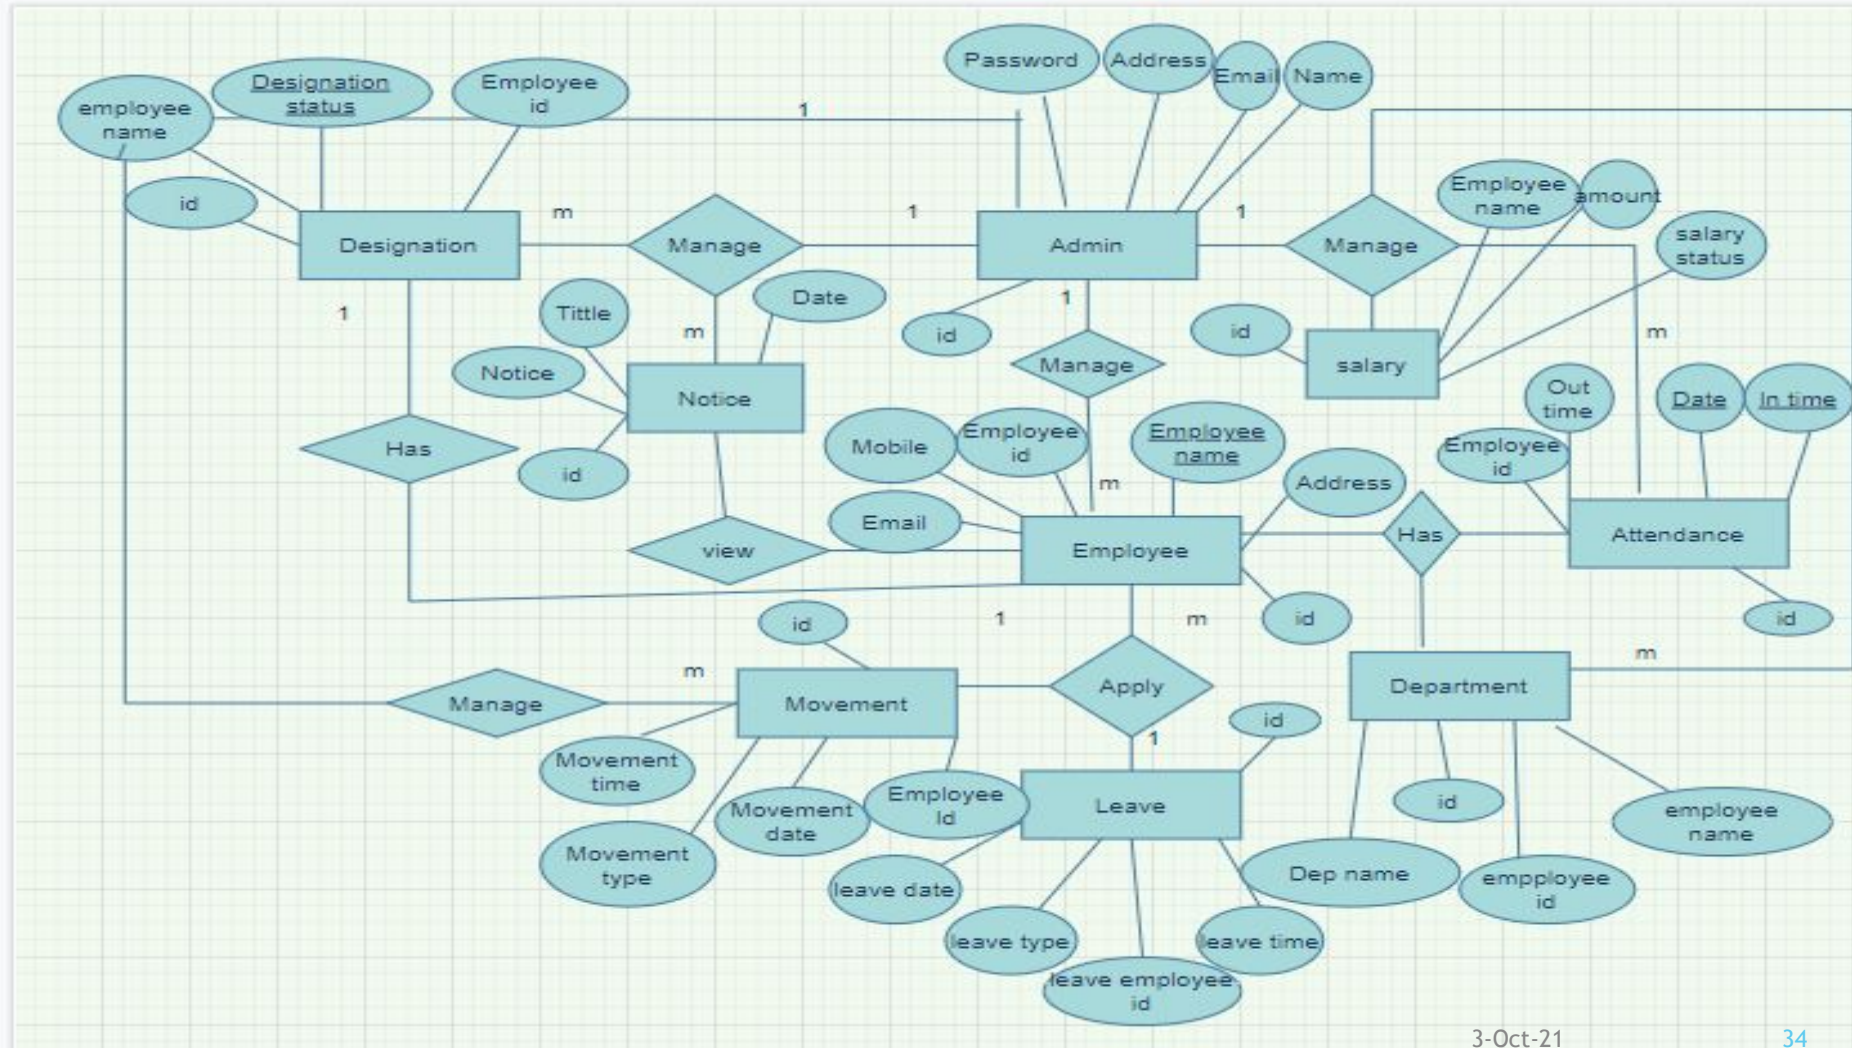 Password
Address
Email
Name
Designation
status
Employee
id
employee
name
1
id
m
1
1
Employee
name
amount
salary
status
Designation
Manage
Admin
Manage
1
Tittle
Date
m
1
id
id
m
Notice
Notice
Manage
salary
Out
time
Date
In time
Has
id
Mobile
Employee
id
Employee
name
Address
Employee
id
m
Email
view
Employee
Has
Attendance
id
1
m
id
id
m
m
Manage
Movement
Apply
Department
1
id
Movement
time
Movement
type
Movement
date
Employee
Id
Leave
id
employee
name
leave date
leave type
leave employee
id
leave time
Dep name
empployee
id
3-Oct-21
34